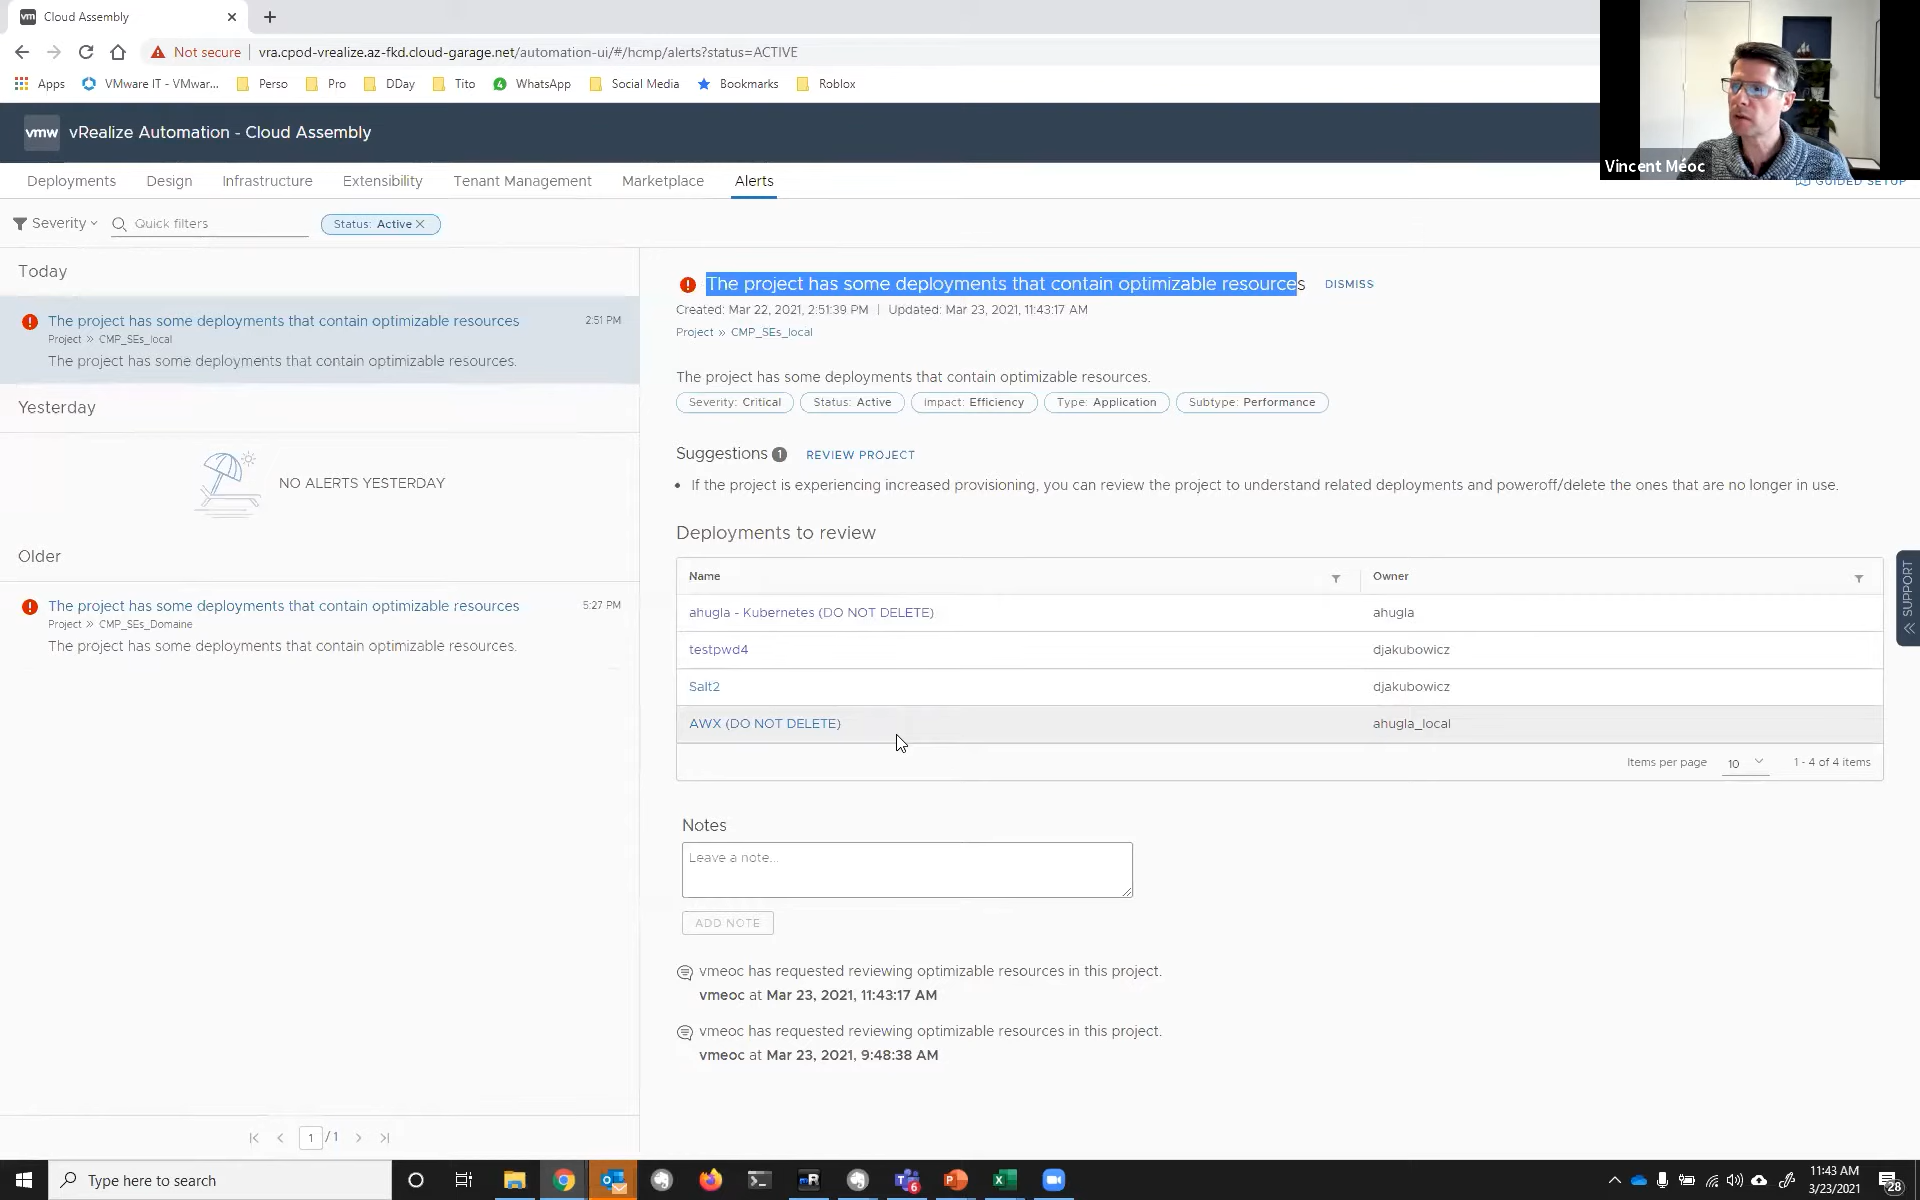 vm Cloud Assembly
Not secure vra.cpod-vrealize.az-fkd.cloud-garage.net/automation-ui/#/hcmp/alerts?status=ACTIVE
Apps VMware IT - VMwar... Perso Pro DDay Tito 4 WhatsApp Social Media Bookmarks Roblox
vmw vRealize Automation - Cloud Assembly
Vincent Méoc
Deployments Design Infrastructure Extensibility Tenant Management Marketplace Alerts GUIDED SETUP
Severity Quick filters Status: Active
Today
The project has some deployments that contain optimizable resources 2:51 PM
Project » CMP_SEs_local
The project has some deployments that contain optimizable resources.
Yesterday
NO ALERTS YESTERDAY
Older
The project has some deployments that contain optimizable resources 5:27 PM
Project » CMP_SEs_Domaine
The project has some deployments that contain optimizable resources.
1 / 1
The project has some deployments that contain optimizable resources DISMISS
Created: Mar 22, 2021, 2:51:39 PM | Updated: Mar 23, 2021, 11:43:17 AM
Project » CMP_SEs_local
The project has some deployments that contain optimizable resources.
Severity: Critical Status: Active Impact: Efficiency Type: Application Subtype: Performance
Suggestions 1 REVIEW PROJECT
• If the project is experiencing increased provisioning, you can review the project to understand related deployments and poweroff/delete the ones that are no longer in use.
Deployments to review
Name Owner
ahugla - Kubernetes (DO NOT DELETE) ahugla
testpwd4 djakubowicz
Salt2 djakubowicz
AWX (DO NOT DELETE) ahugla_local
Items per page 10 1 - 4 of 4 items
SUPPORT
Notes
Leave a note...
ADD NOTE
vmeoc has requested reviewing optimizable resources in this project.
vmeoc at Mar 23, 2021, 11:43:17 AM
vmeoc has requested reviewing optimizable resources in this project.
vmeoc at Mar 23, 2021, 9:48:38 AM
Type here to search
mR
6
11:43 AM
3/23/2021
28